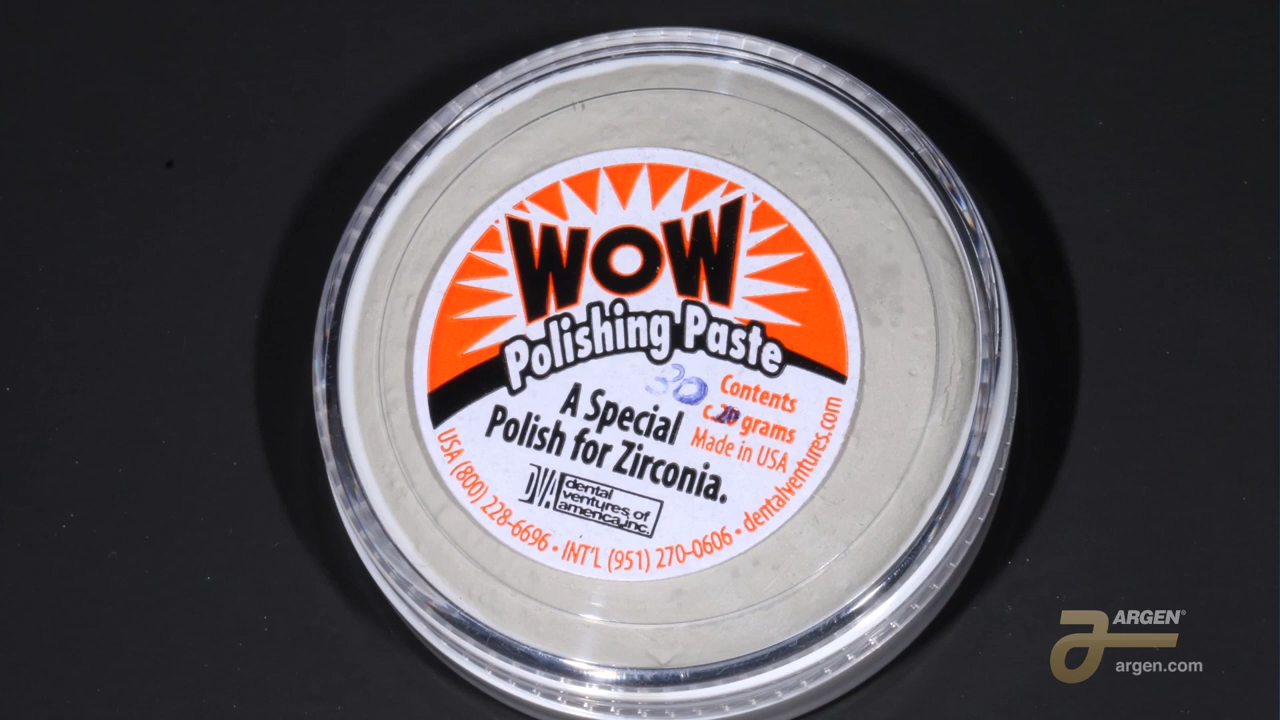 WOW
Polishing Paste
A Special
Polish for Zirconia.
30
Contents
c.20 grams
Made in USA
DVA
dental
ventures of
america,inc.
USA (800) 228-6696 • INT'L (951) 270-0606 • dentalventures.com
ARGEN®
argen.com